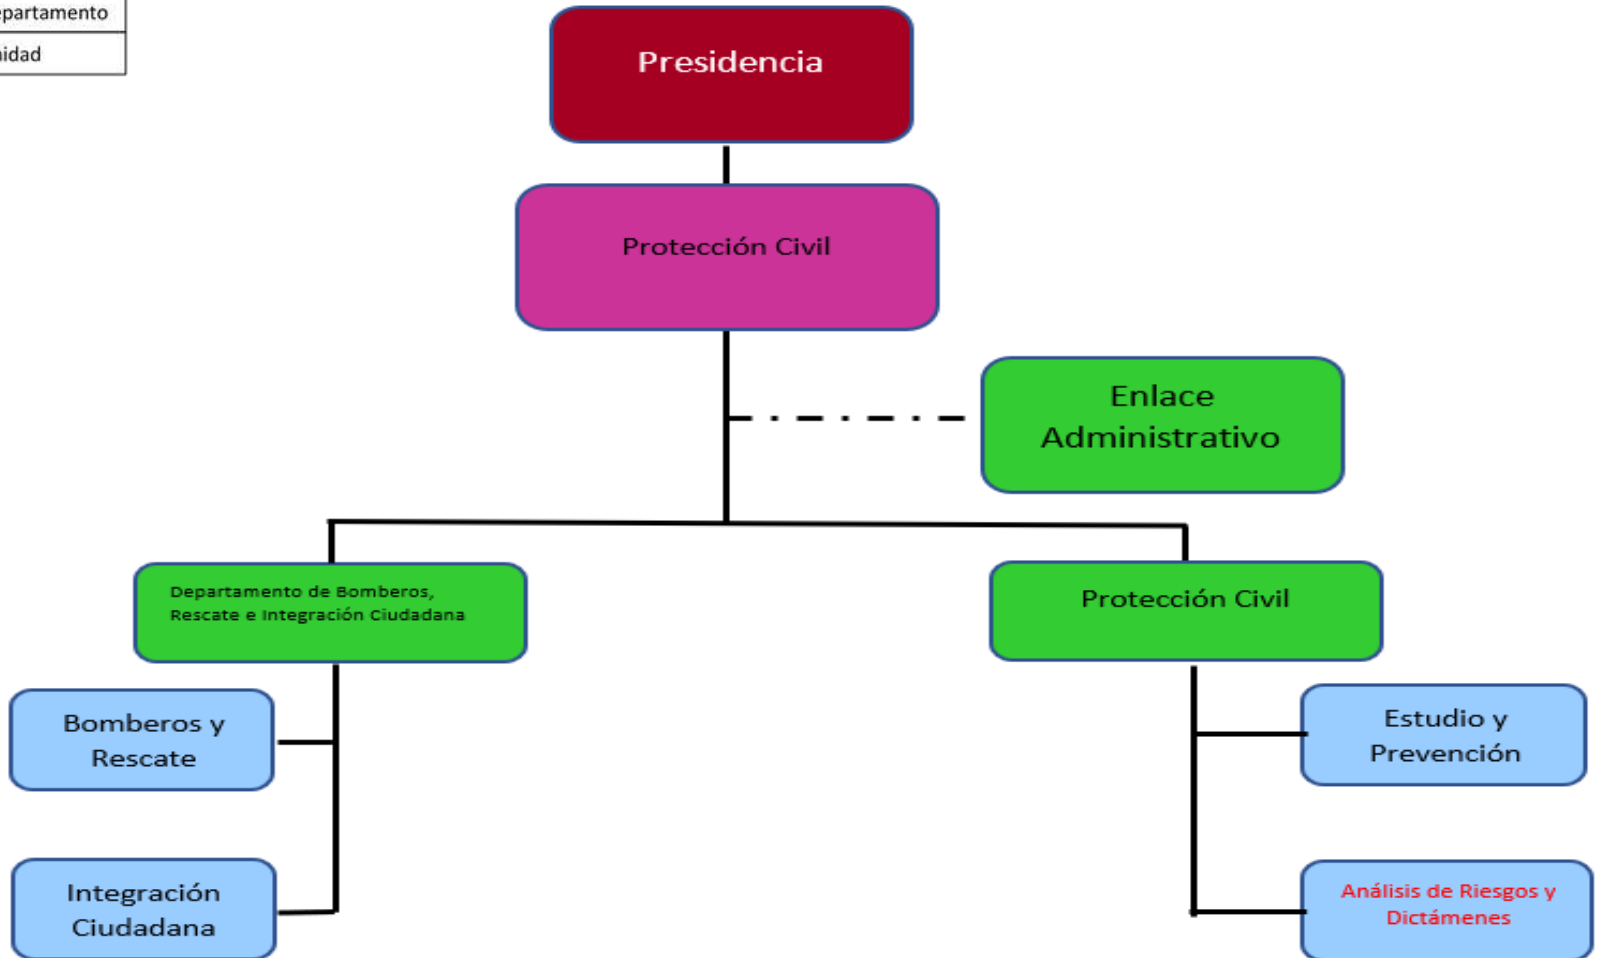 epartamento
nidad
Presidencia
Protección Civil
Enlace
Administrativo
Departamento de Bomberos,
Rescate e Integración Ciudadana
Protección Civil
Bomberos y
Rescate
Estudio y
Prevención
Integración
Ciudadana
Análisis de Riesgos y
Dictámenes